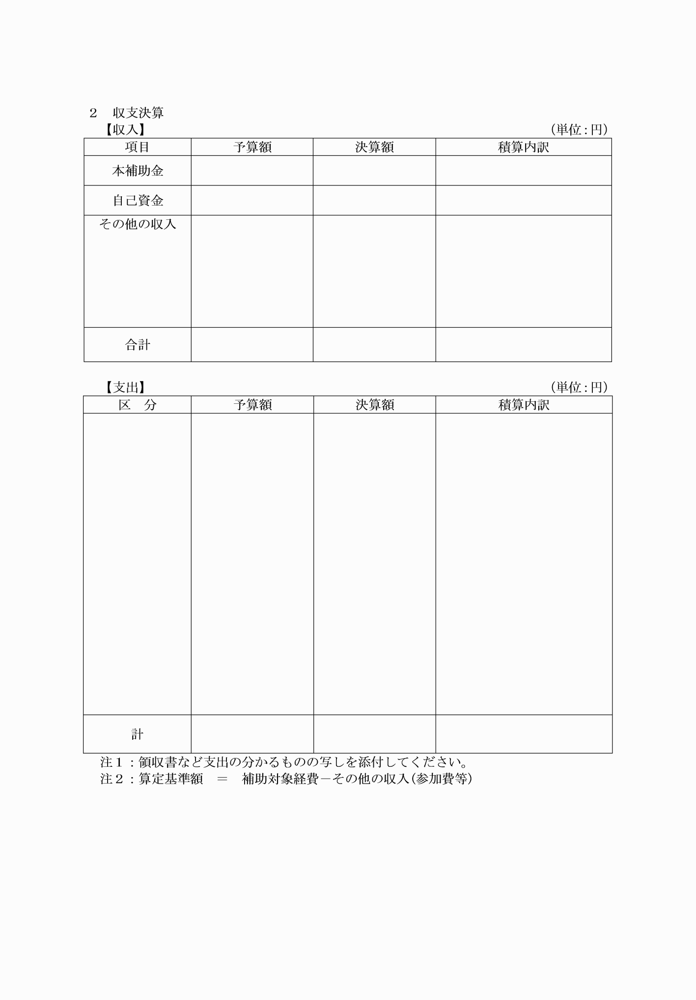 ２　収支決算
【収入】　（単位：円）
項目　予算額　決算額　積算内訳
本補助金
自己資金
その他の収入
合計
【支出】　（単位：円）
区　分　予算額　決算額　積算内訳
計
注１：領収書など支出の分かるものの写しを添付してください。
注２：算定基準額　＝　補助対象経費－その他の収入（参加費等）